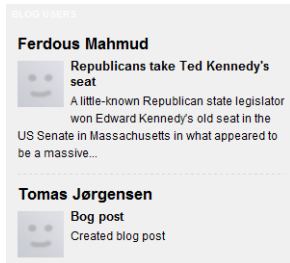 BLOG USERS
Ferdous Mahmud
Republicans take Ted Kennedy's
seat
A little-known Republican state legislator
won Edward Kennedy's old seat in the
US Senate in Massachusetts in what appeared to
be a massive...
Tomas Jørgensen
Bog post
Created blog post